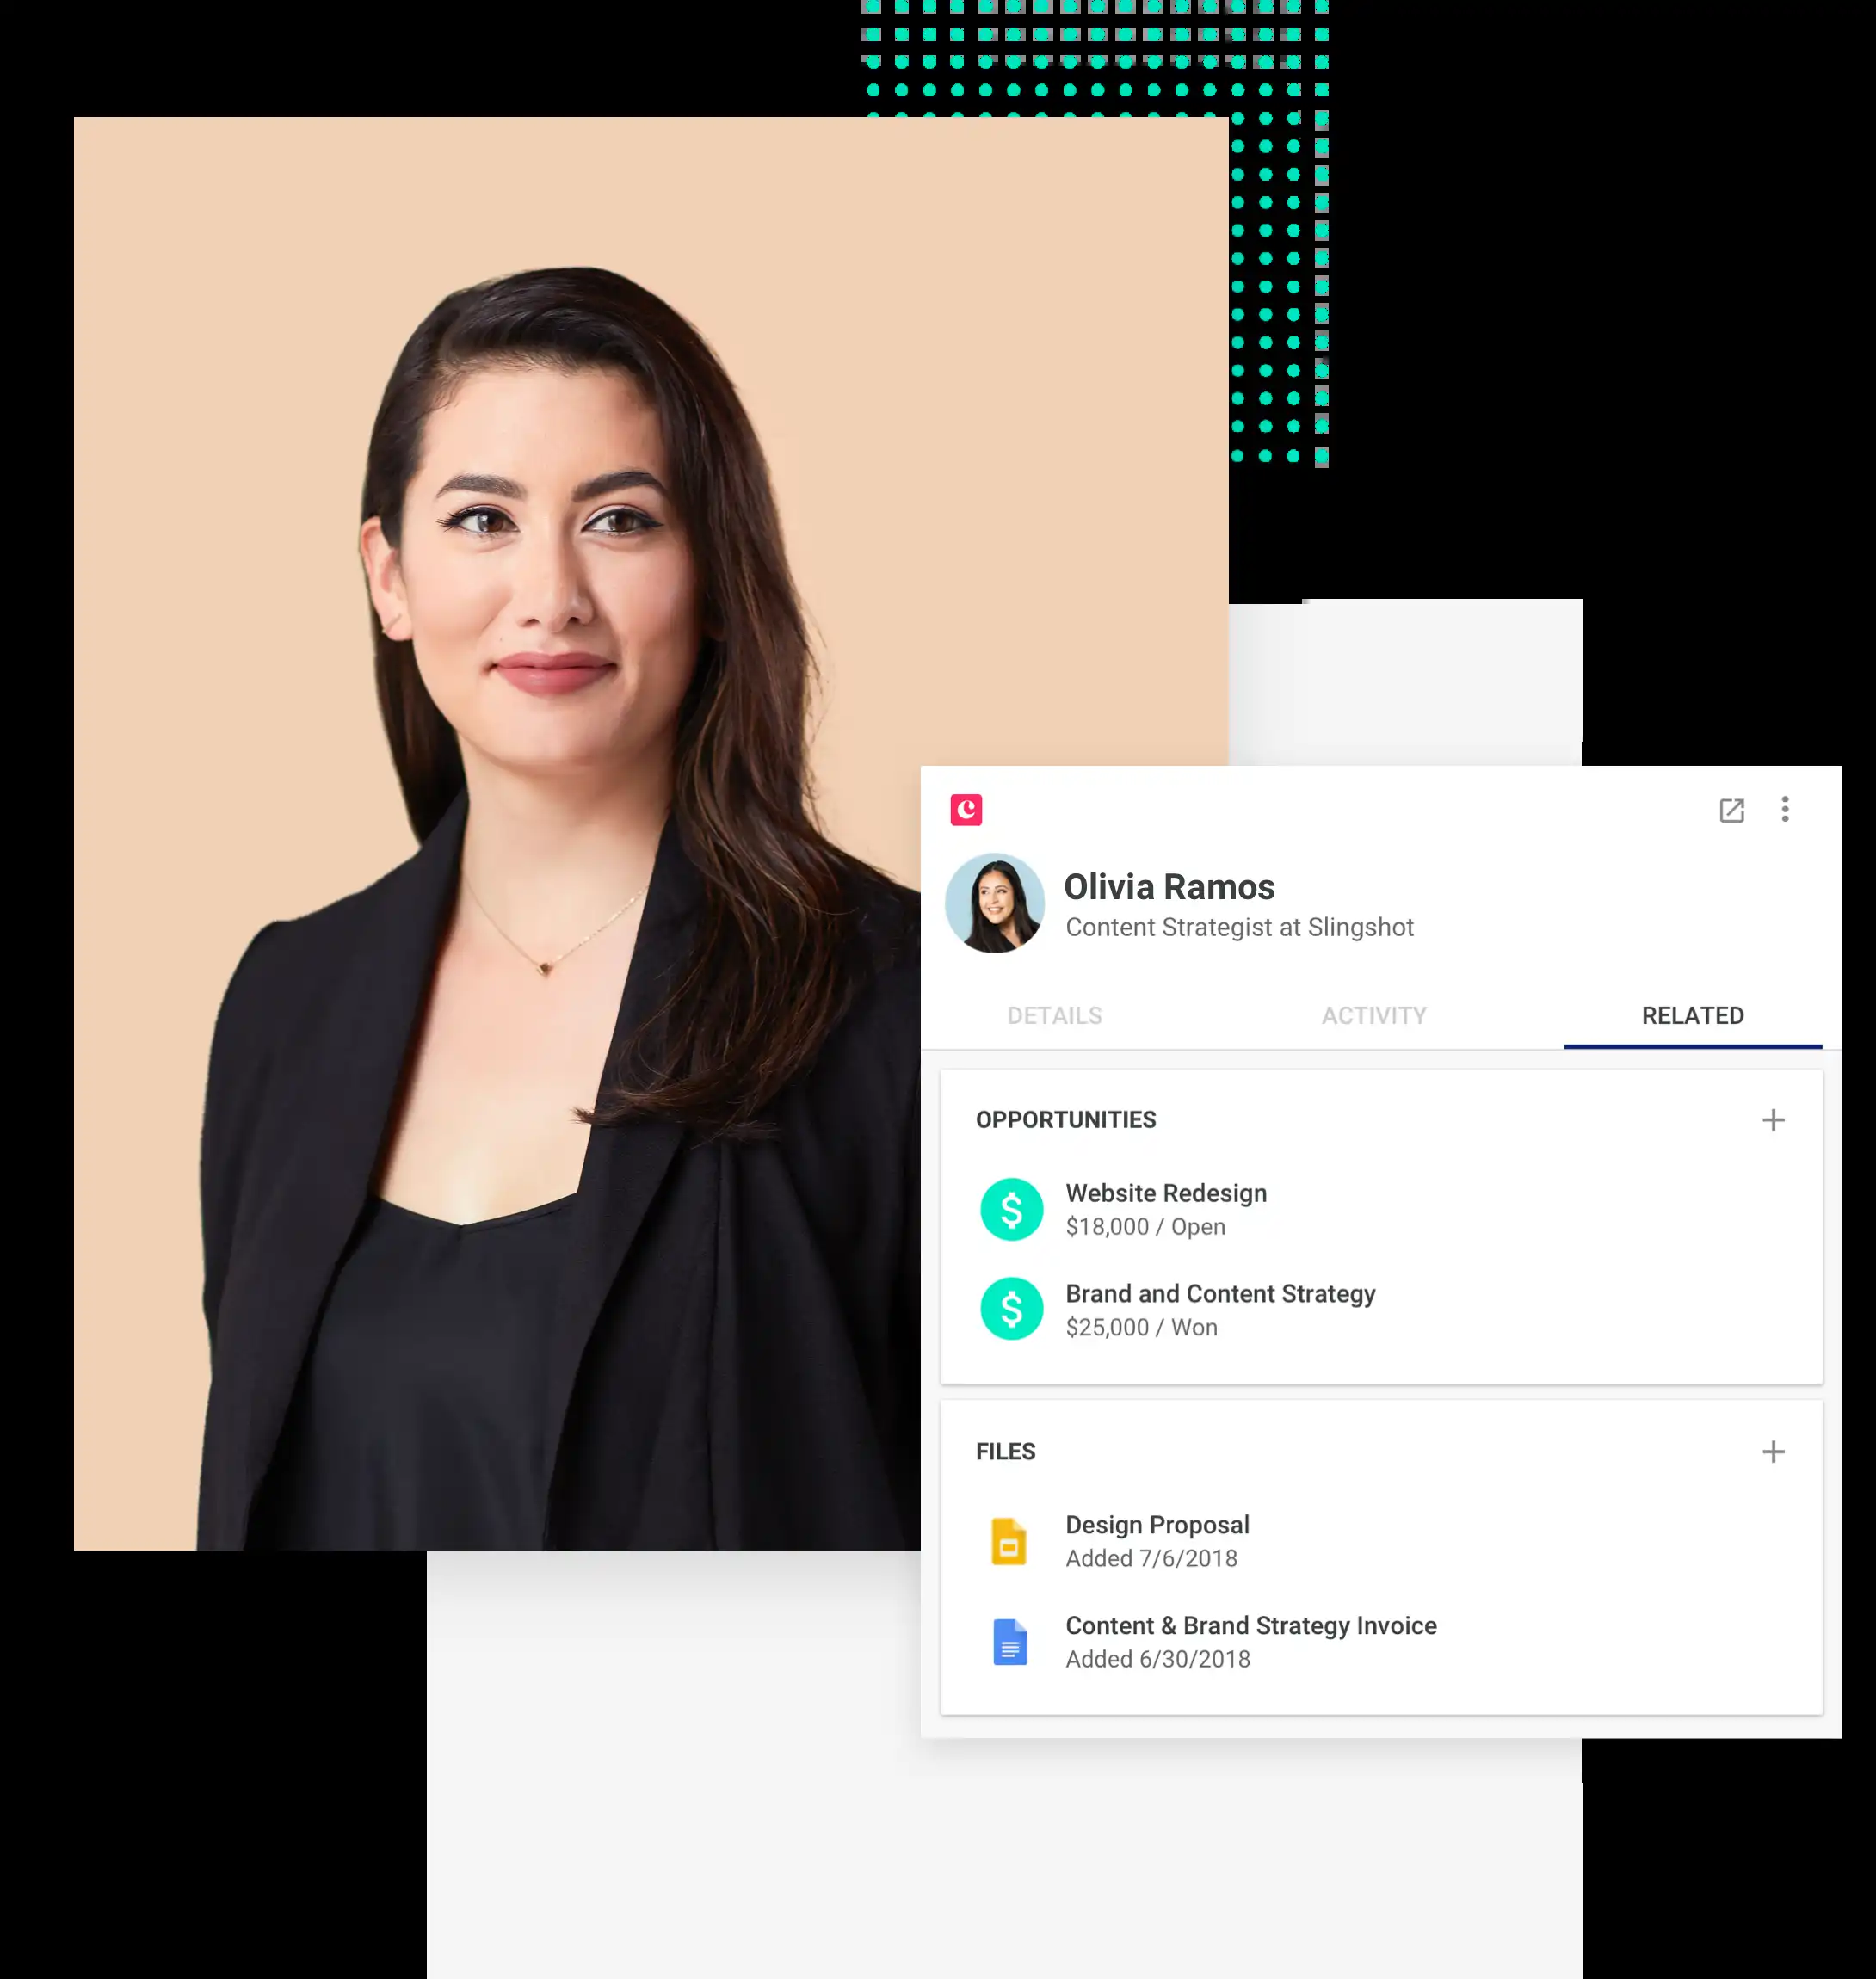 Olivia Ramos
Content Strategist at Slingshot
DETAILS
ACTIVITY
RELATED
OPPORTUNITIES
Website Redesign
$18,000 / Open
Brand and Content Strategy
$25,000 / Won
FILES
Design Proposal
Added 7/6/2018
Content & Brand Strategy Invoice
Added 6/30/2018